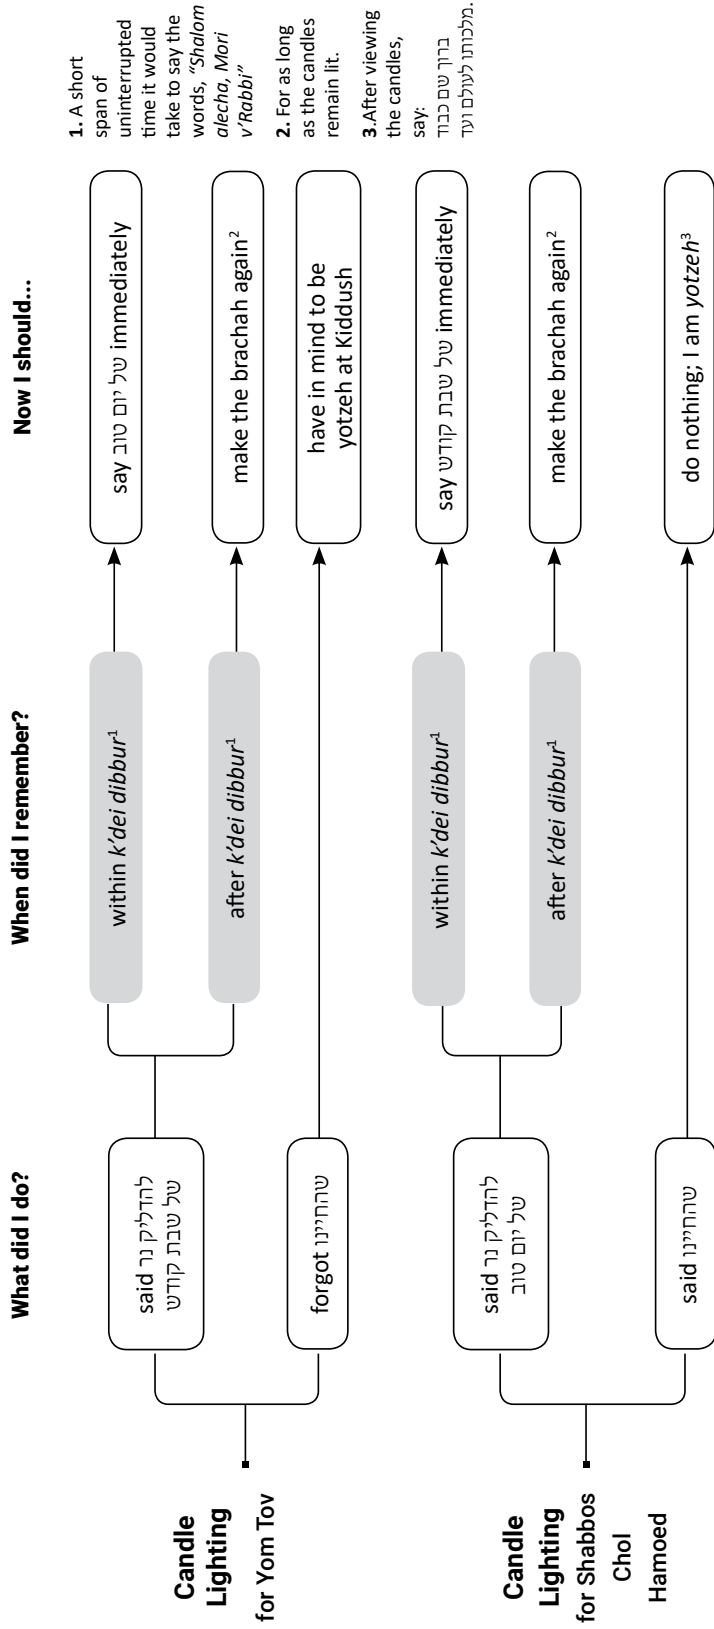 What did I do?
When did I remember?
Now I should...
Candle
Lighting
for Yom Tov
said להדליק נר
של שבת קודש
within k’dei dibbur¹
say של יום טוב immediately
after k’dei dibbur¹
make the brachah again²
forgot שהחיינו
have in mind to be
yotzeh at Kiddush
Candle
Lighting
for Shabbos
Chol
Hamoed
said להדליק נר
של יום טוב
within k’dei dibbur¹
say של שבת קודש immediately
after k’dei dibbur¹
make the brachah again²
said שהחיינו
do nothing; I am yotzeh³
1. A short
span of
uninterrupted
time it would
take to say the
words, “Shalom
alecha, Mori
v’Rabbi”
2. For as long
as the candles
remain lit.
3.After viewing
the candles,
say:
ברוך שם כבוד
מלכותו לעולם ועד.